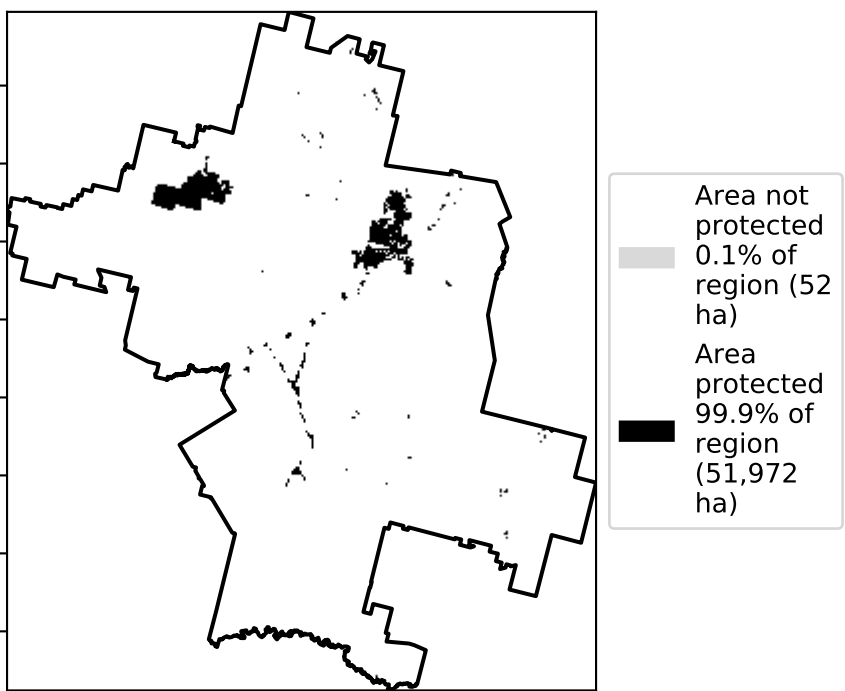 Area not
protected
0.1% of
region (52
ha)
Area
protected
99.9% of
region
(51,972
ha)